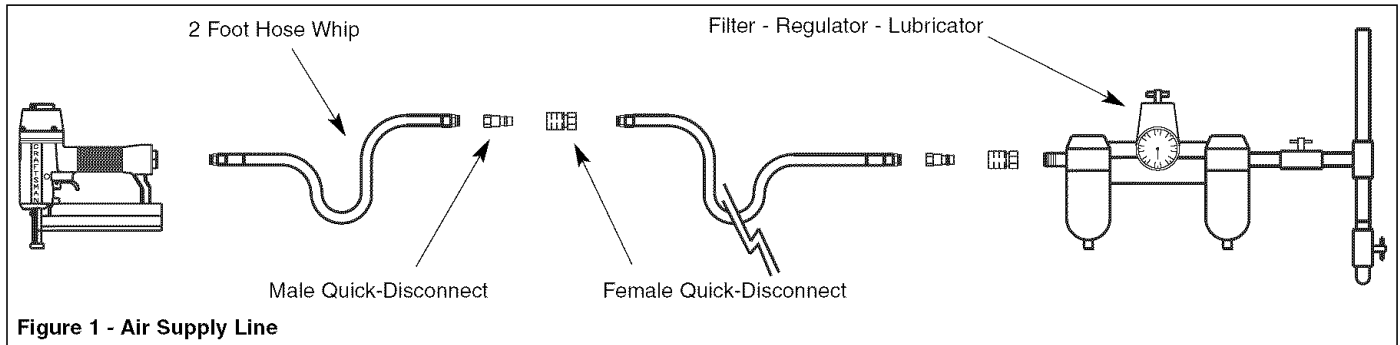 2 Foot Hose Whip
Filter - Regulator - Lubricator
CRAFTSMAN
Male Quick-Disconnect
Female Quick-Disconnect
Figure 1 - Air Supply Line